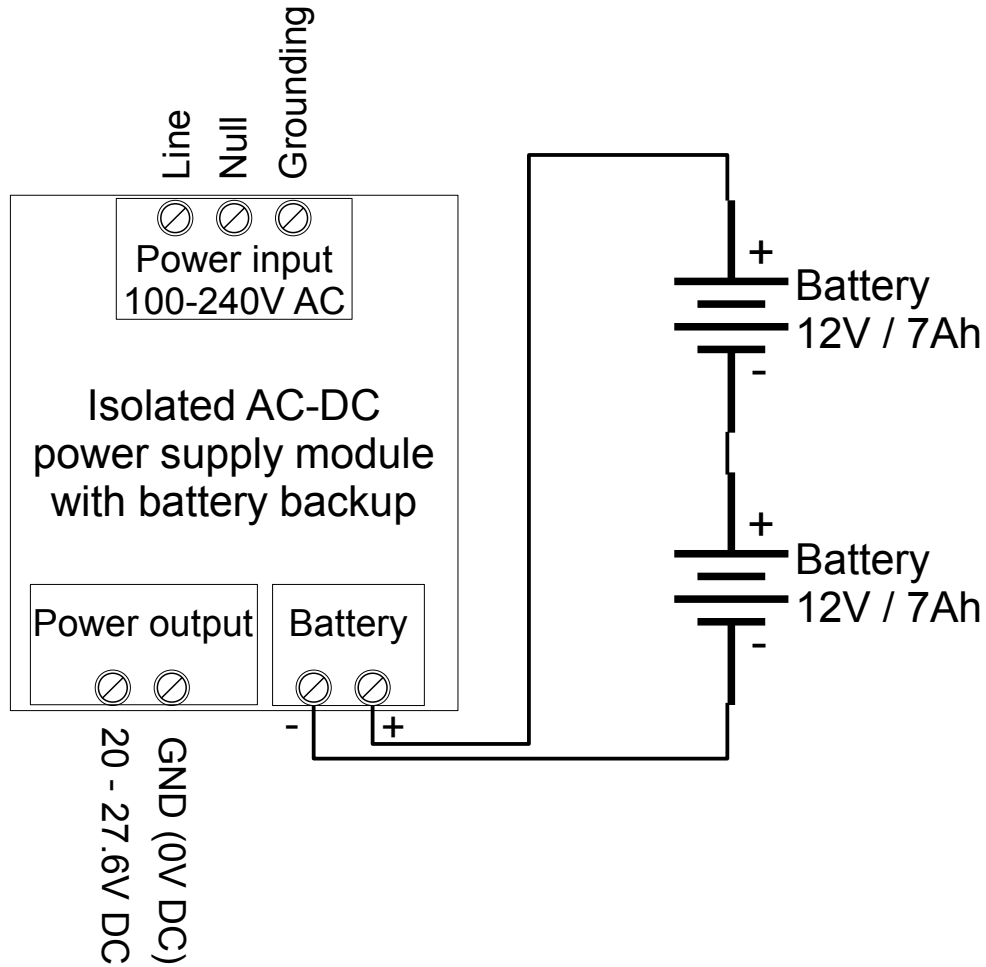 Line
Null
Grounding
Power input
100-240V AC
Isolated AC-DC
power supply module
with battery backup
Power output
Battery
-
+
20 - 27.6V DC
GND (0V DC)
+
Battery
12V / 7Ah
-
+
Battery
12V / 7Ah
-